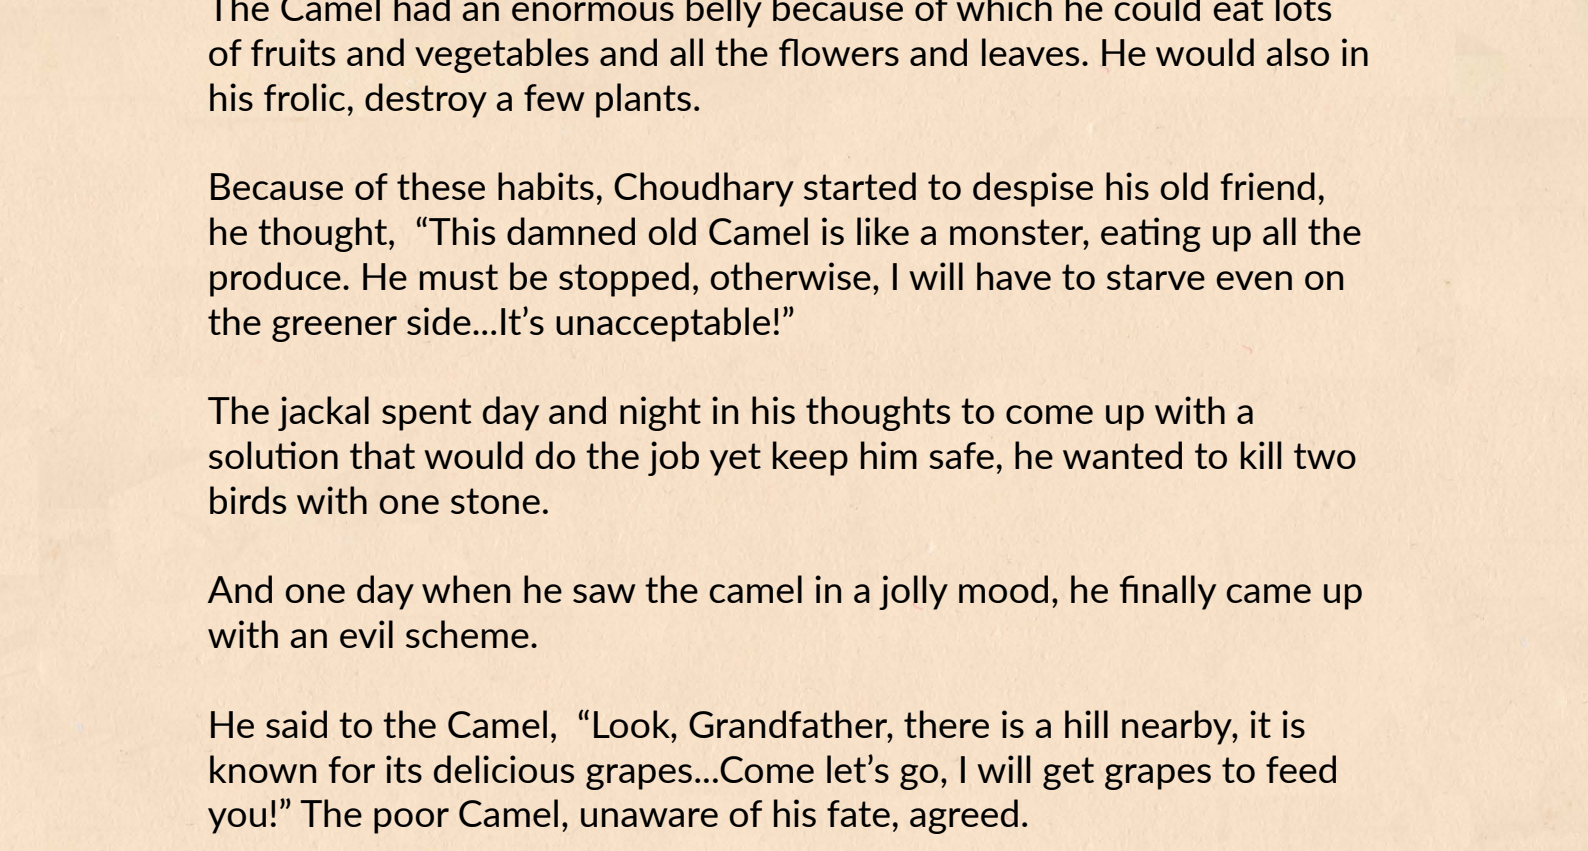 The Camel had an enormous belly because of which he could eat lots
of fruits and vegetables and all the flowers and leaves. He would also in
his frolic, destroy a few plants.
Because of these habits, Choudhary started to despise his old friend,
he thought,  “This damned old Camel is like a monster, eating up all the
produce. He must be stopped, otherwise, I will have to starve even on
the greener side...It’s unacceptable!”
The jackal spent day and night in his thoughts to come up with a
solution that would do the job yet keep him safe, he wanted to kill two
birds with one stone.
And one day when he saw the camel in a jolly mood, he finally came up
with an evil scheme.
He said to the Camel,  “Look, Grandfather, there is a hill nearby, it is
known for its delicious grapes...Come let’s go, I will get grapes to feed
you!” The poor Camel, unaware of his fate, agreed.